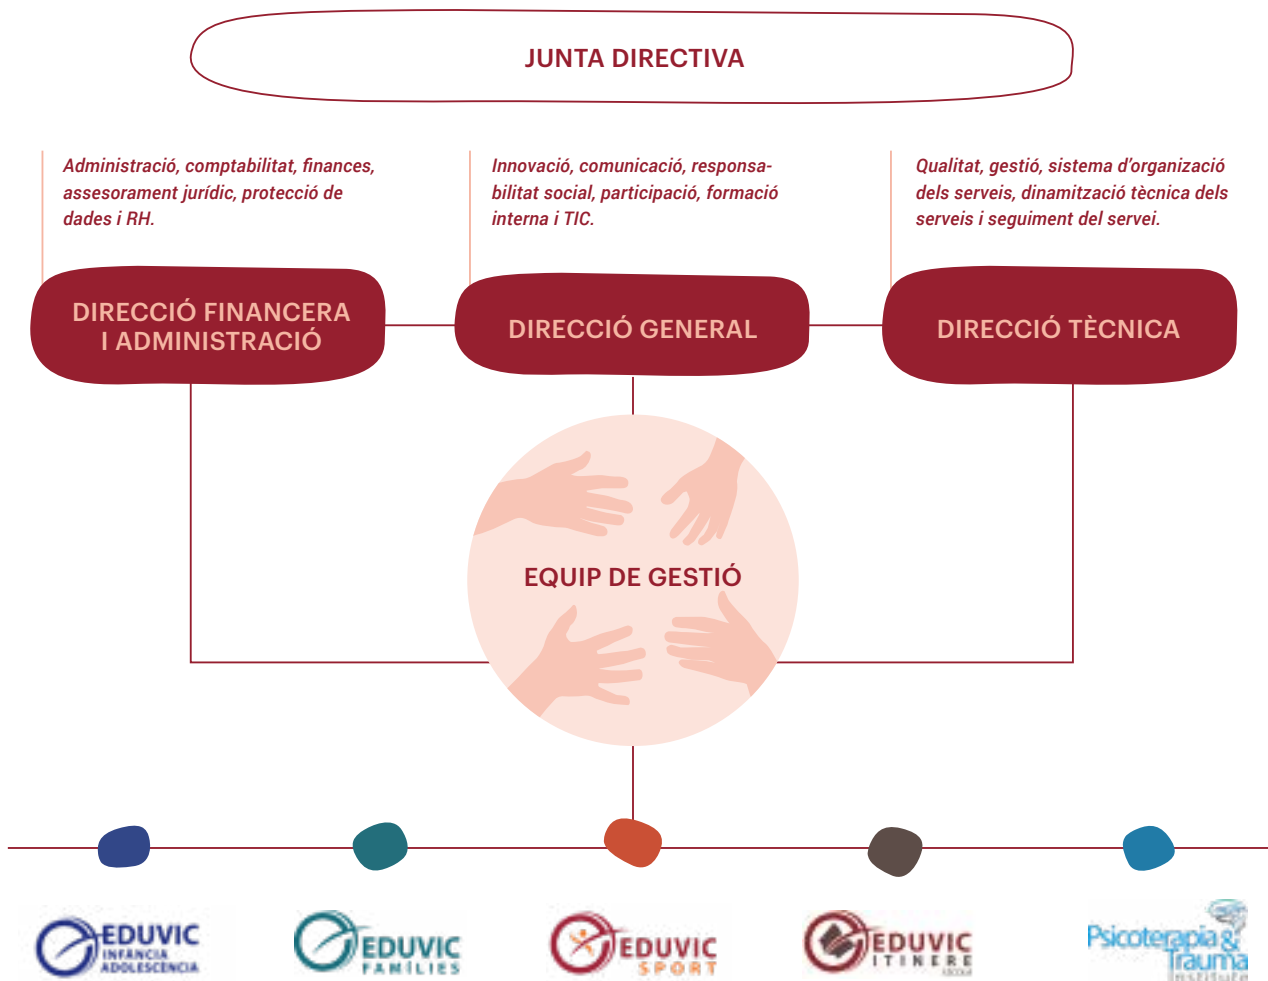 JUNTA DIRECTIVA
Administració, comptabilitat, finances,
assesorament jurídic, protecció de
dades i RH.
Innovació, comunicació, responsa-
bilitat social, participació, formació
interna i TIC.
Qualitat, gestió, sistema d'organizació
dels serveis, dinamització tècnica dels
serveis i seguiment del servei.
DIRECCIÓ FINANCERA
I ADMINISTRACIÓ
DIRECCIÓ GENERAL
DIRECCIÓ TÈCNICA
EQUIP DE GESTIÓ
EDUVIC
INFÀNCIA
ADOLESCÈNCIA
EDUVIC
FAMÍLIES
EDUVIC
SPORT
EDUVIC
ITINERE
Psicoterapia &
Trauma